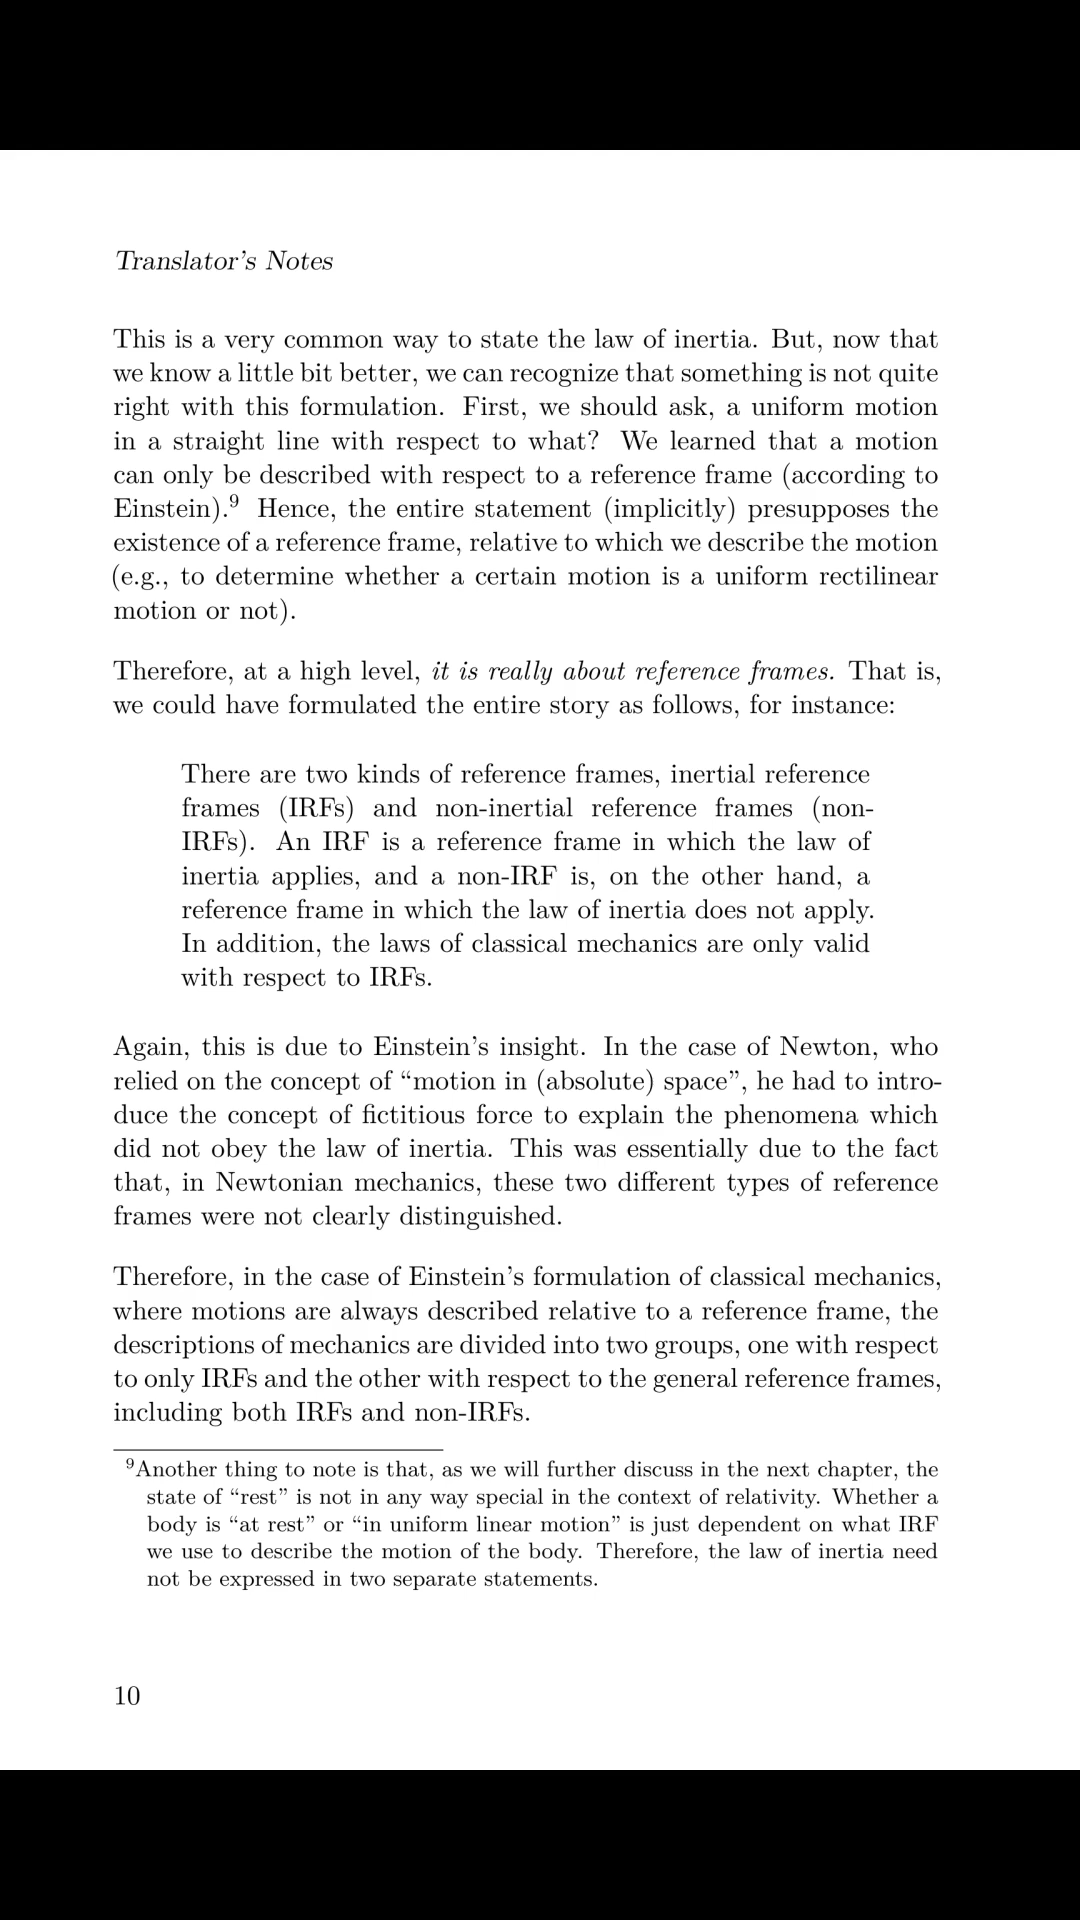 Translator's Notes
This is a very common way to state the law of inertia. But, now that
we know a little bit better, we can recognize that something is not quite
right with this formulation. First, we should ask, a uniform motion
in a straight line with respect to what? We learned that a motion
can only be described with respect to a reference frame (according to
Einstein).⁹ Hence, the entire statement (implicitly) presupposes the
existence of a reference frame, relative to which we describe the motion
(e.g., to determine whether a certain motion is a uniform rectilinear
motion or not).
Therefore, at a high level, it is really about reference frames. That is,
we could have formulated the entire story as follows, for instance:
There are two kinds of reference frames, inertial reference
frames (IRFs) and non-inertial reference frames (non-
IRFs). An IRF is a reference frame in which the law of
inertia applies, and a non-IRF is, on the other hand, a
reference frame in which the law of inertia does not apply.
In addition, the laws of classical mechanics are only valid
with respect to IRFs.
Again, this is due to Einstein's insight. In the case of Newton, who
relied on the concept of “motion in (absolute) space”, he had to intro-
duce the concept of fictitious force to explain the phenomena which
did not obey the law of inertia. This was essentially due to the fact
that, in Newtonian mechanics, these two different types of reference
frames were not clearly distinguished.
Therefore, in the case of Einstein's formulation of classical mechanics,
where motions are always described relative to a reference frame, the
descriptions of mechanics are divided into two groups, one with respect
to only IRFs and the other with respect to the general reference frames,
including both IRFs and non-IRFs.
⁹Another thing to note is that, as we will further discuss in the next chapter, the
state of “rest” is not in any way special in the context of relativity. Whether a
body is “at rest” or “in uniform linear motion” is just dependent on what IRF
we use to describe the motion of the body. Therefore, the law of inertia need
not be expressed in two separate statements.
10